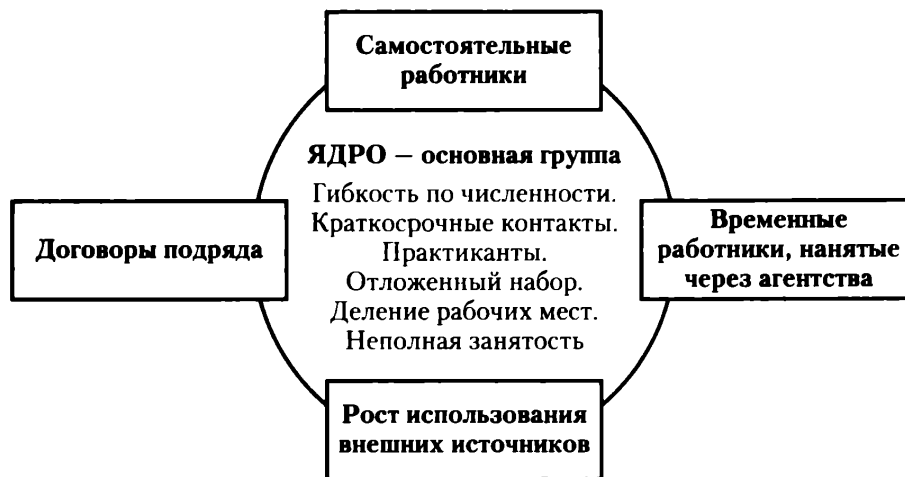 Самостоятельные
работники
ЯДРО – основная группа
Гибкость по численности.
Краткосрочные контакты.
Практиканты.
Отложенный набор.
Деление рабочих мест.
Неполная занятость
Договоры подряда
Временные
работники, нанятые
через агентства
Рост использования
внешних источников